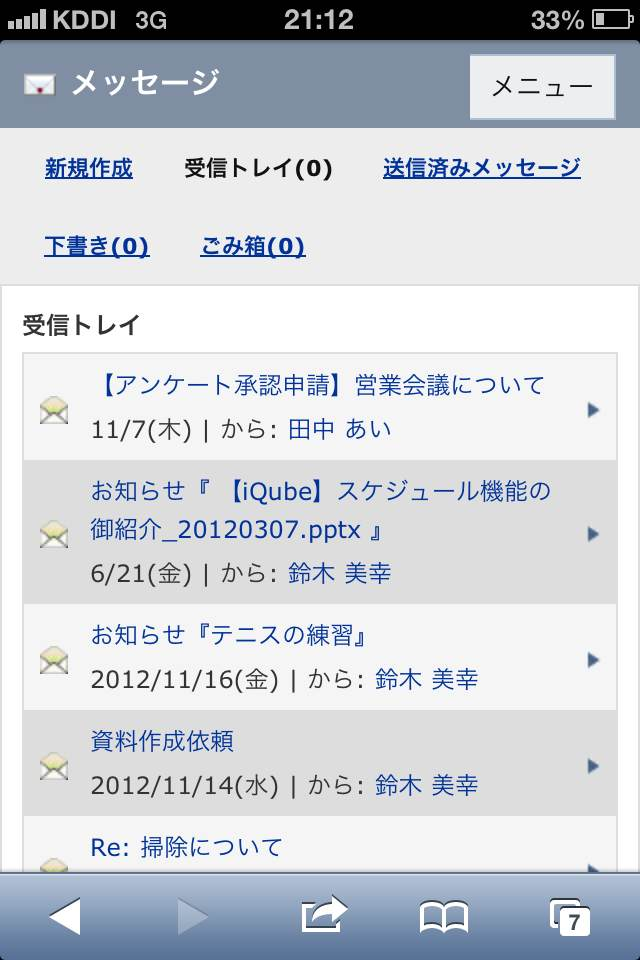 KDDI 3G 21:12 33%
メッセージ メニュー
新規作成 受信トレイ(0) 送信済みメッセージ
下書き(0) ごみ箱(0)
受信トレイ
【アンケート承認申請】営業会議について
11/7(木) | から: 田中 あい
お知らせ『 【iQube】スケジュール機能の
御紹介_20120307.pptx 』
6/21(金) | から: 鈴木 美幸
お知らせ『テニスの練習』
2012/11/16(金) | から: 鈴木 美幸
資料作成依頼
2012/11/14(水) | から: 鈴木 美幸
Re: 掃除について
7